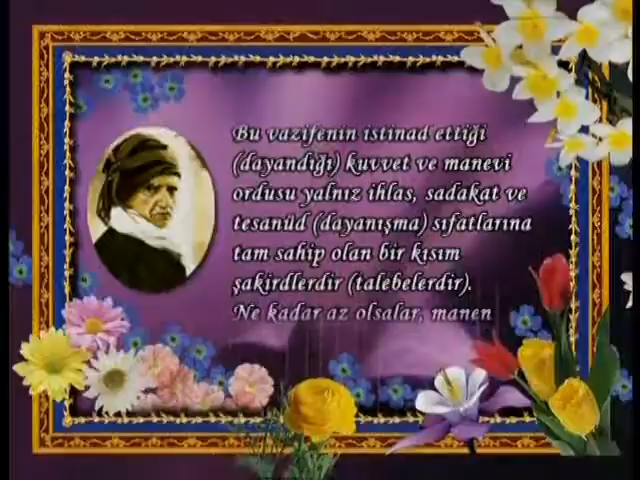 Bu vazifenin istinad ettiği
(dayandığı) kuvvet ve manevi
ordusu yalnız ihlas, sadakat ve
tesanüd (dayanışma) sıfatlarına
tam sahip olan bir kısım
şakirdlerdir (talebelerdir).
Ne kadar az olsalar, manen